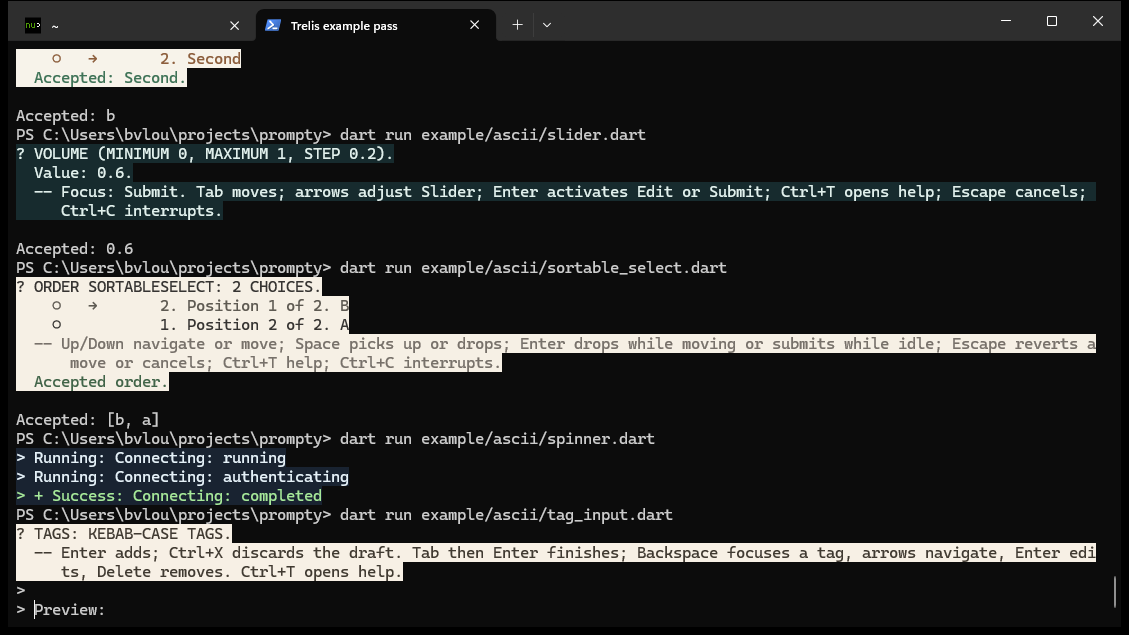 nu> ~
Trelis example pass
o → 2. Second
Accepted: Second.
Accepted: b
PS C:\Users\bvlou\projects\prompty> dart run example/ascii/slider.dart
? VOLUME (MINIMUM 0, MAXIMUM 1, STEP 0.2).
Value: 0.6.
-- Focus: Submit. Tab moves; arrows adjust Slider; Enter activates Edit or Submit; Ctrl+T opens help; Escape cancels;
Ctrl+C interrupts.
Accepted: 0.6
PS C:\Users\bvlou\projects\prompty> dart run example/ascii/sortable_select.dart
? ORDER SORTABLESELECT: 2 CHOICES.
o → 2. Position 1 of 2. B
o 1. Position 2 of 2. A
-- Up/Down navigate or move; Space picks up or drops; Enter drops while moving or submits while idle; Escape reverts a
move or cancels; Ctrl+T help; Ctrl+C interrupts.
Accepted order.
Accepted: [b, a]
PS C:\Users\bvlou\projects\prompty> dart run example/ascii/spinner.dart
> Running: Connecting: running
> Running: Connecting: authenticating
> + Success: Connecting: completed
PS C:\Users\bvlou\projects\prompty> dart run example/ascii/tag_input.dart
? TAGS: KEBAB-CASE TAGS.
-- Enter adds; Ctrl+X discards the draft. Tab then Enter finishes; Backspace focuses a tag, arrows navigate, Enter edi
ts, Delete removes. Ctrl+T opens help.
>
> Preview: